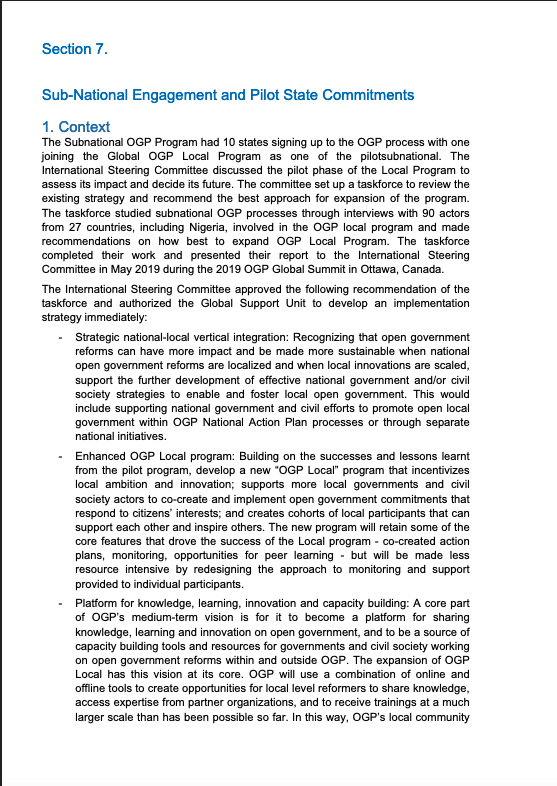 Section 7.
Sub-National Engagement and Pilot State Commitments
1. Context
The Subnational OGP Program had 10 states signing up to the OGP process with one
joining the Global OGP Local Program as one of the pilotsubnational. The
International Steering Committee discussed the pilot phase of the Local Program to
assess its impact and decide its future. The committee set up a taskforce to review the
existing strategy and recommend the best approach for expansion of the program.
The taskforce studied subnational OGP processes through interviews with 90 actors
from 27 countries, including Nigeria, involved in the OGP local program and made
recommendations on how best to expand OGP Local Program. The taskforce
completed their work and presented their report to the International Steering
Committee in May 2019 during the 2019 OGP Global Summit in Ottawa, Canada.
The International Steering Committee approved the following recommendation of the
taskforce and authorized the Global Support Unit to develop an implementation
strategy immediately:
- Strategic national-local vertical integration: Recognizing that open government
reforms can have more impact and be made more sustainable when national
open government reforms are localized and when local innovations are scaled,
support the further development of effective national government and/or civil
society strategies to enable and foster local open government. This would
include supporting national government and civil efforts to promote open local
government within OGP National Action Plan processes or through separate
national initiatives.
- Enhanced OGP Local program: Building on the successes and lessons learnt
from the pilot program, develop a new “OGP Local” program that incentivizes
local ambition and innovation; supports more local governments and civil
society actors to co-create and implement open government commitments that
respond to citizens’ interests; and creates cohorts of local participants that can
support each other and inspire others. The new program will retain some of the
core features that drove the success of the Local program - co-created action
plans, monitoring, opportunities for peer learning - but will be made less
resource intensive by redesigning the approach to monitoring and support
provided to individual participants.
- Platform for knowledge, learning, innovation and capacity building: A core part
of OGP’s medium-term vision is for it to become a platform for sharing
knowledge, learning and innovation on open government, and to be a source of
capacity building tools and resources for governments and civil society working
on open government reforms within and outside OGP. The expansion of OGP
Local has this vision at its core. OGP will use a combination of online and
offline tools to create opportunities for local level reformers to share knowledge,
access expertise from partner organizations, and to receive trainings at a much
larger scale than has been possible so far. In this way, OGP’s local community